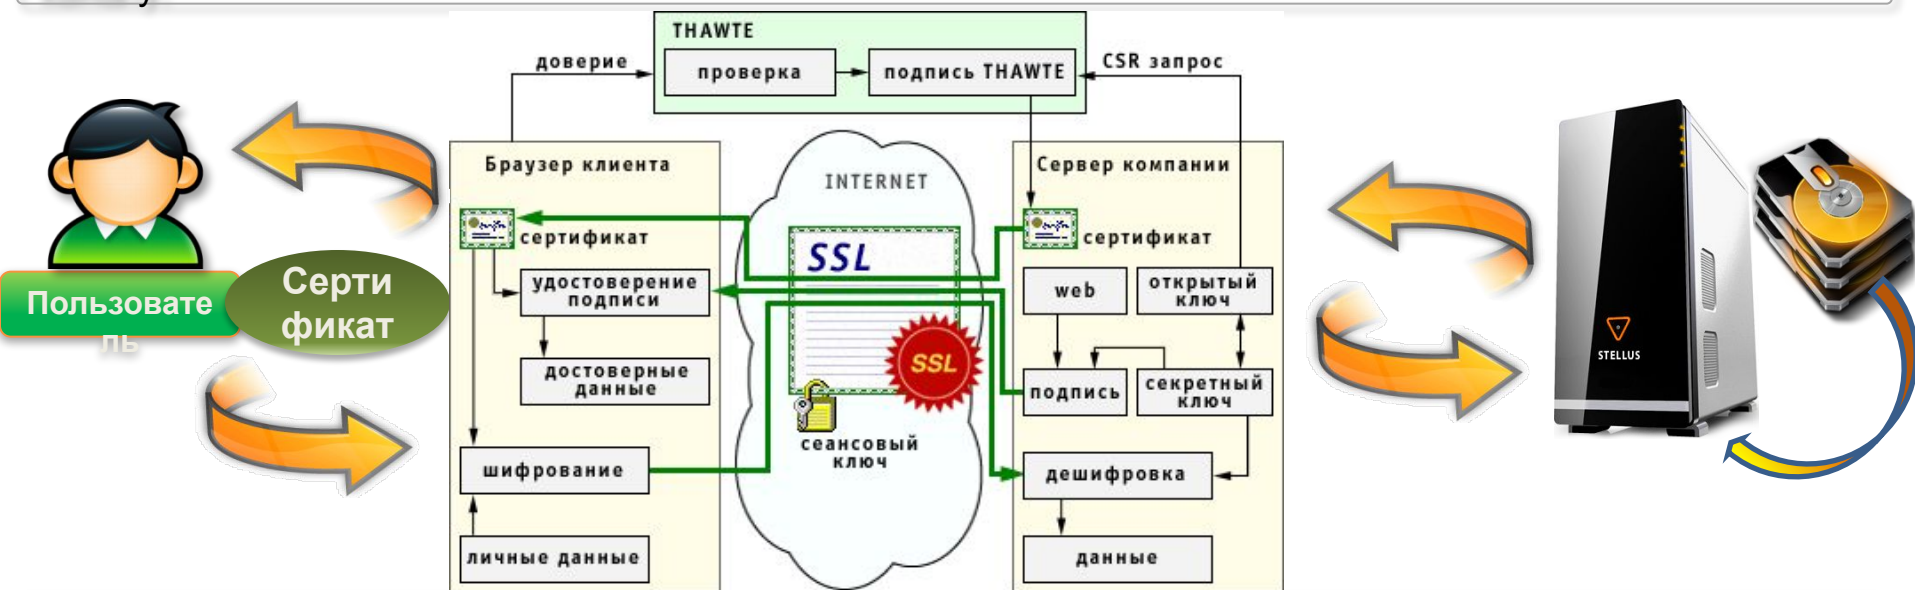 THAWTE
проверка
подпись THAWTE
доверие
CSR запрос
Браузер клиента
INTERNET
Сервер компании
сертификат
SSL
сертификат
удостоверение
подписи
web
открытый
ключ
достоверные
данные
SSL
подпись
секретный
ключ
сеансовый
ключ
шифрование
дешифровка
личные данные
данные
Пользовате
ль
Серти
фикат
STELLUS